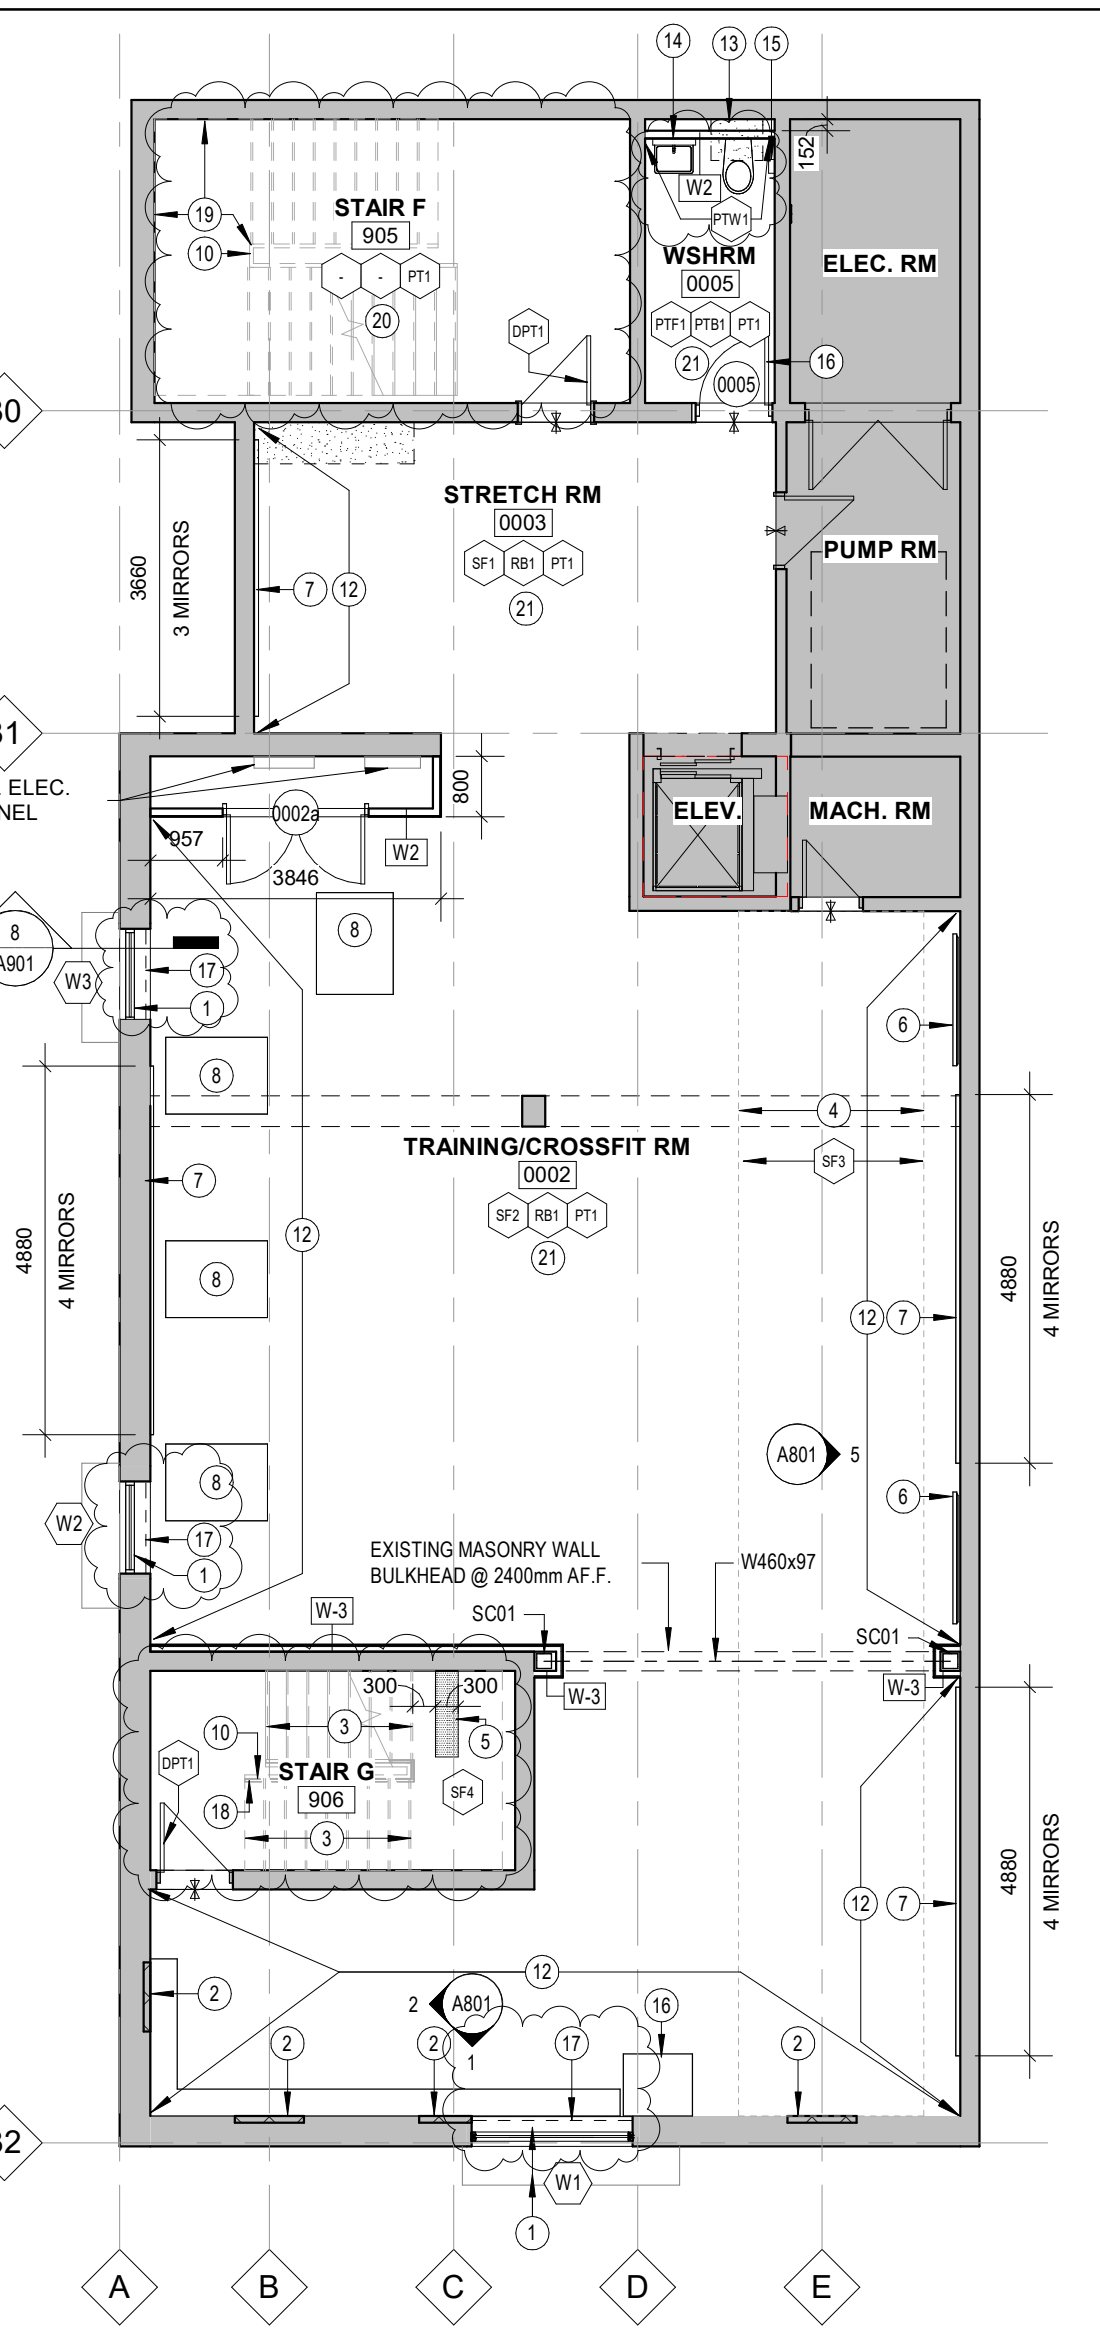 14
13
15
152
W2
PTW1
19
10
STAIR F
905
-
-
PT1
20
DPT1
WSHRM
0005
PTF1
PTB1
PT1
21
0005
16
ELEC. RM
30
3660
3 MIRRORS
STRETCH RM
0003
SF1
RB1
PT1
21
7
12
PUMP RM
31
ELEC.
NEL
800
0002a
957
3846
W2
ELEV.
MACH. RM
8
A901
W3
17
1
8
6
8
4
TRAINING/CROSSFIT RM
0002
SF2
RB1
PT1
21
SF3
7
4880
4 MIRRORS
12
8
4880
4 MIRRORS
12
7
A801
5
8
W2
17
1
6
EXISTING MASONRY WALL
BULKHEAD @ 2400mm AF.F.
W460x97
W-3
SC01
SC01
W-3
W-3
300
300
10
3
5
DPT1
STAIR G
906
SF4
18
3
4880
4 MIRRORS
12
7
12
2
2
A801
1
16
2
2
17
2
32
W1
1
A
B
C
D
E